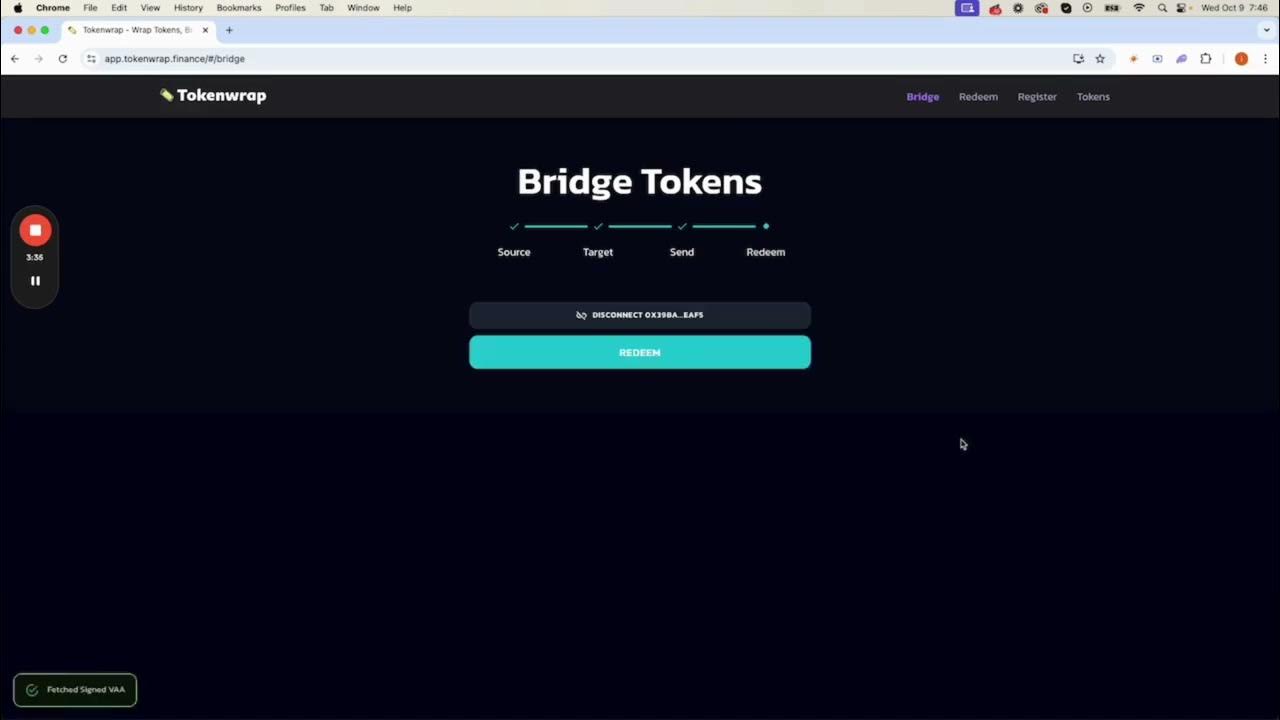 Chrome File Edit View History Bookmarks Profiles Tab Window Help Wed Oct 9 7:46
Tokenwrap - Wrap Tokens, B
app.tokenwrap.finance/#/bridge
Tokenwrap Bridge Redeem Register Tokens
Bridge Tokens
Source Target Send Redeem
3:36
DISCONNECT 0X39BA...EAF5
REDEEM
Fetched Signed VAA